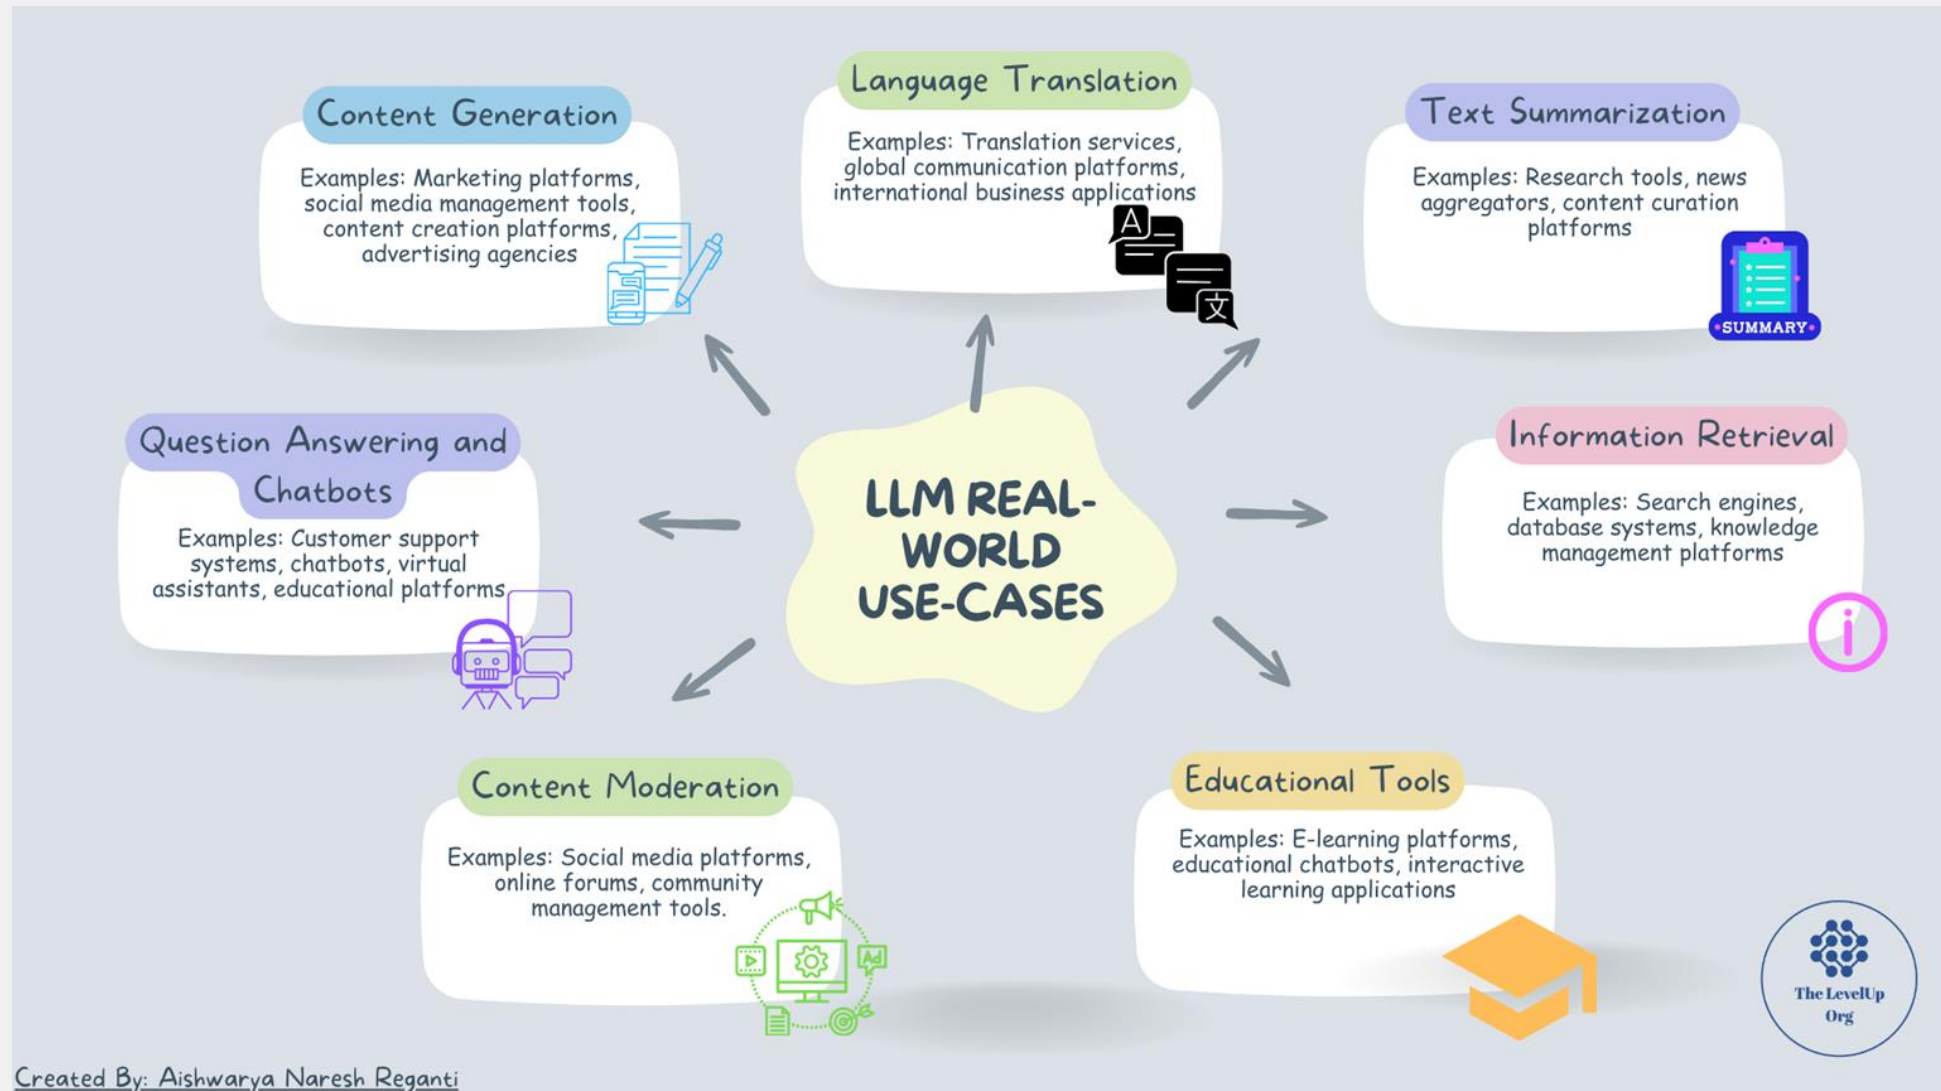 Language Translation
Examples: Translation services,
global communication platforms,
international business applications
A
文
Content Generation
Examples: Marketing platforms,
social media management tools,
content creation platforms,
advertising agencies
Text Summarization
Examples: Research tools, news
aggregators, content curation
platforms
SUMMARY
Question Answering and
Chatbots
Examples: Customer support
systems, chatbots, virtual
assistants, educational platforms
LLM REAL-
WORLD
USE-CASES
Information Retrieval
Examples: Search engines,
database systems, knowledge
management platforms
i
Content Moderation
Examples: Social media platforms,
online forums, community
management tools.
Ad
Educational Tools
Examples: E-learning platforms,
educational chatbots, interactive
learning applications
The LevelUp
Org
Created By: Aishwarya Naresh Reganti